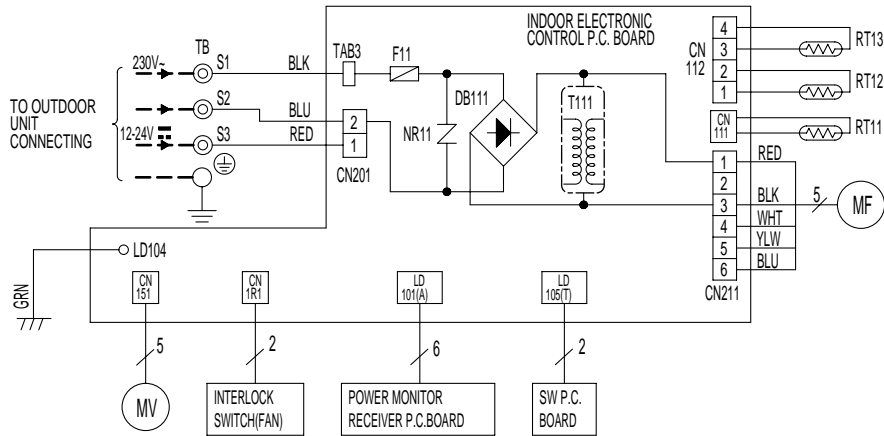 INDOOR ELECTRONIC
CONTROL P.C. BOARD
230V~
TB
S1
BLK
TAB3
F11
S2
BLU
2
12-24V
S3
RED
1
CN201
TO OUTDOOR
UNIT
CONNECTING
NR11
DB111
T111
CN
112
4
3
2
1
RT13
RT12
CN
111
RT11
1
2
3
4
5
6
RED
BLK
WHT
YLW
BLU
CN211
5
MF
LD104
GRN
CN
151
CN
1R1
LD
101(A)
LD
105(T)
5
2
6
2
MV
INTERLOCK
SWITCH(FAN)
POWER MONITOR
RECEIVER P.C.BOARD
SW P.C.
BOARD